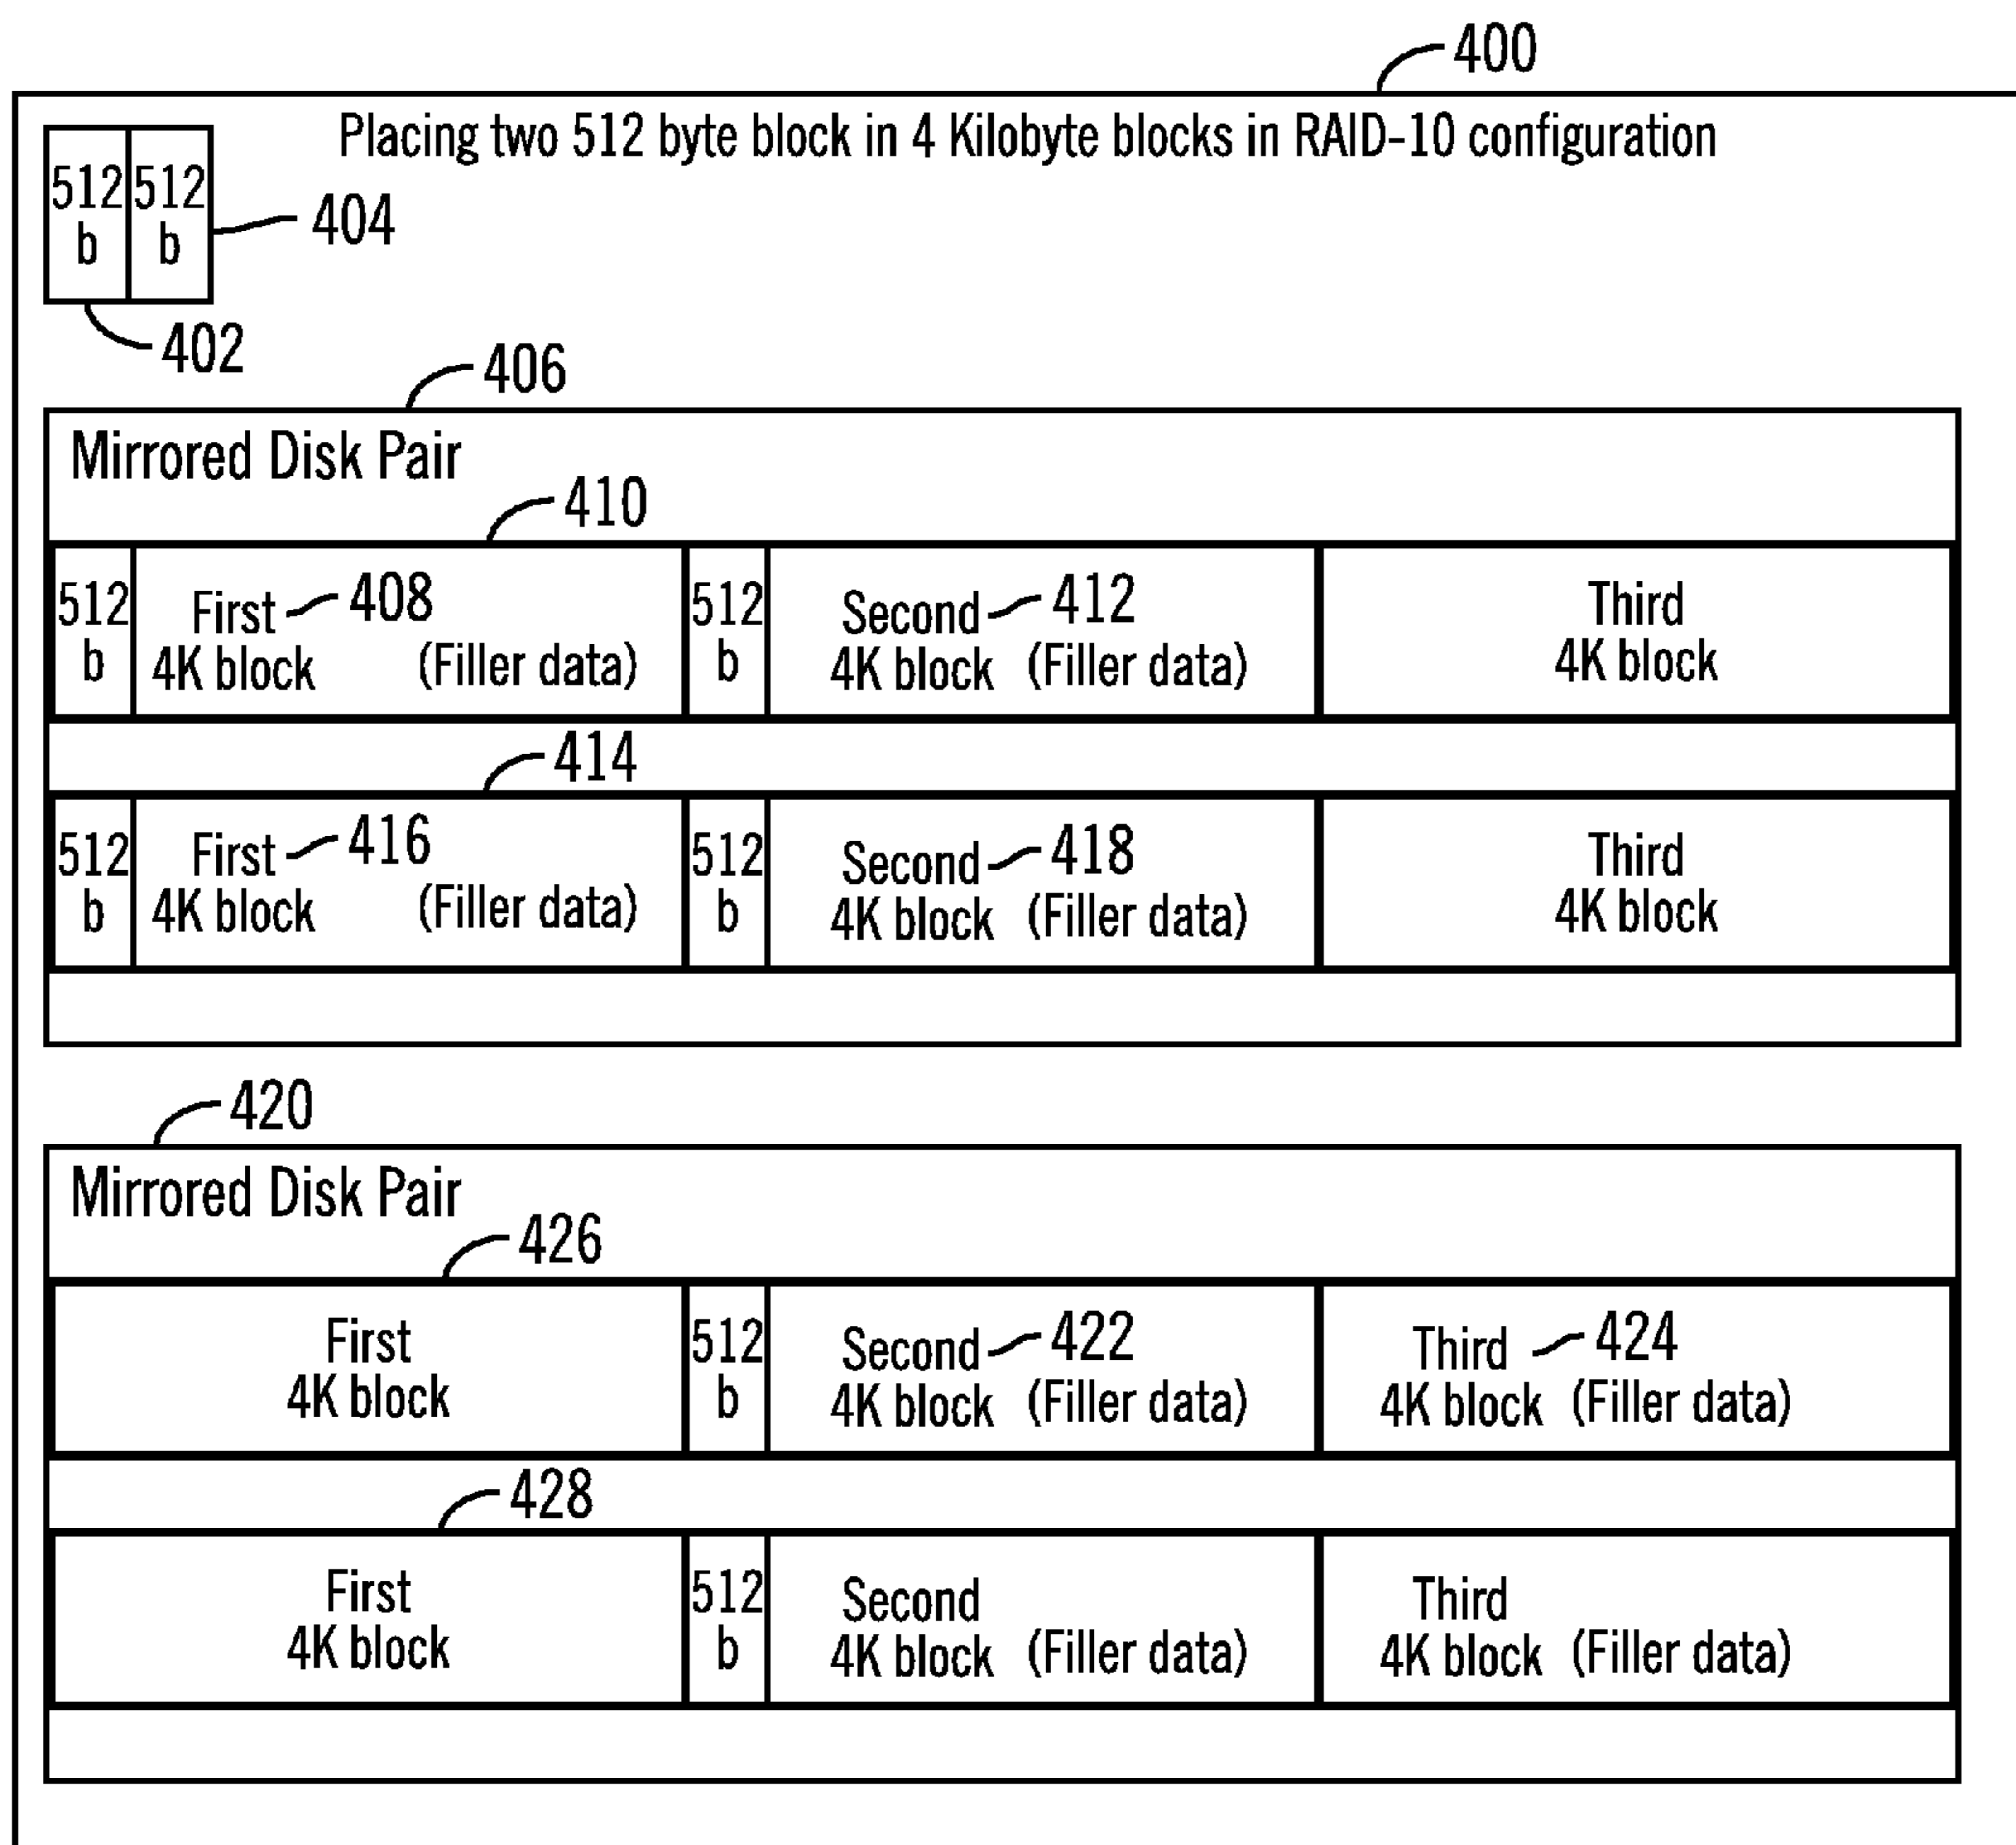 400
Placing two 512 byte block in 4 Kilobyte blocks in RAID-10 configuration
512 512
b b
404
402
406
Mirrored Disk Pair
410
512 First 408 512 Second 412 Third
b 4K block (Filler data) b 4K block (Filler data) 4K block
414
512 First 416 512 Second 418 Third
b 4K block (Filler data) b 4K block (Filler data) 4K block
420
Mirrored Disk Pair
426
First 512 Second 422 Third 424
4K block b 4K block (Filler data) 4K block (Filler data)
428
First 512 Second Third
4K block b 4K block (Filler data) 4K block (Filler data)